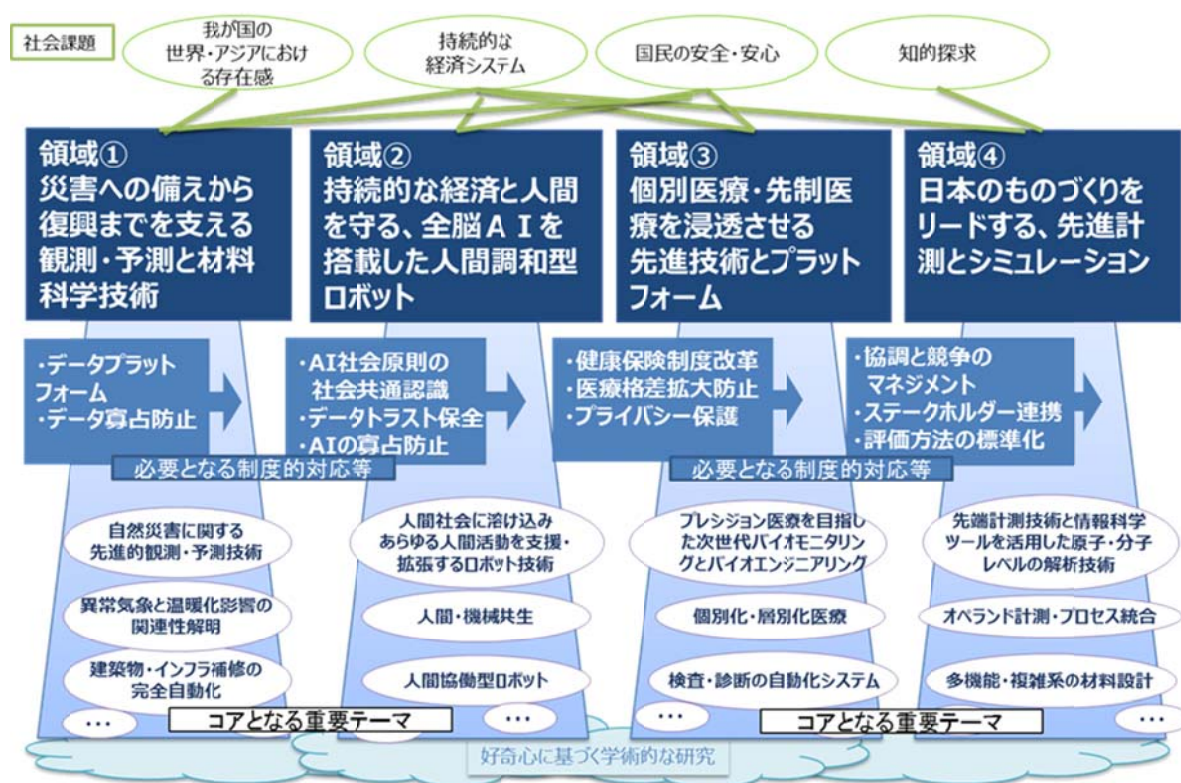 社会課題
我が国の
世界・アジアにおけ
る存在感
持続的な
経済システム
国民の安全・安心
知的探求
領域①
災害への備えから
復興までを支える
観測・予測と材料
科学技術
領域②
持続的な経済と人間
を守る、全脳ＡＩを
搭載した人間調和型
ロボット
領域③
個別医療・先制医
療を浸透させる
先進技術とプラット
フォーム
領域④
日本のものづくりを
リードする、先進計
測とシミュレーション
・データプラット
フォーム
・データ寡占防止
・AI社会原則の
社会共通認識
・データトラスト保全
・AIの寡占防止
・健康保険制度改革
・医療格差拡大防止
・プライバシー保護
・協調と競争の
マネジメント
・ステークホルダー連携
・評価方法の標準化
必要となる制度的対応等
必要となる制度的対応等
自然災害に関する
先進的観測・予測技術
異常気象と温暖化影響の
関連性解明
建築物・インフラ補修の
完全自動化
…
人間社会に溶け込み
あらゆる人間活動を支援・
拡張するロボット技術
人間・機械共生
人間協働型ロボット
…
プレシジョン医療を目指し
た次世代バイオモニタリン
グとバイオエンジニアリング
個別化・層別化医療
検査・診断の自動化システム
…
先端計測技術と情報科学
ツールを活用した原子・分子
レベルの解析技術
オペランド計測・プロセス統合
多機能・複雑系の材料設計
…
コアとなる重要テーマ
コアとなる重要テーマ
好奇心に基づく学術的な研究